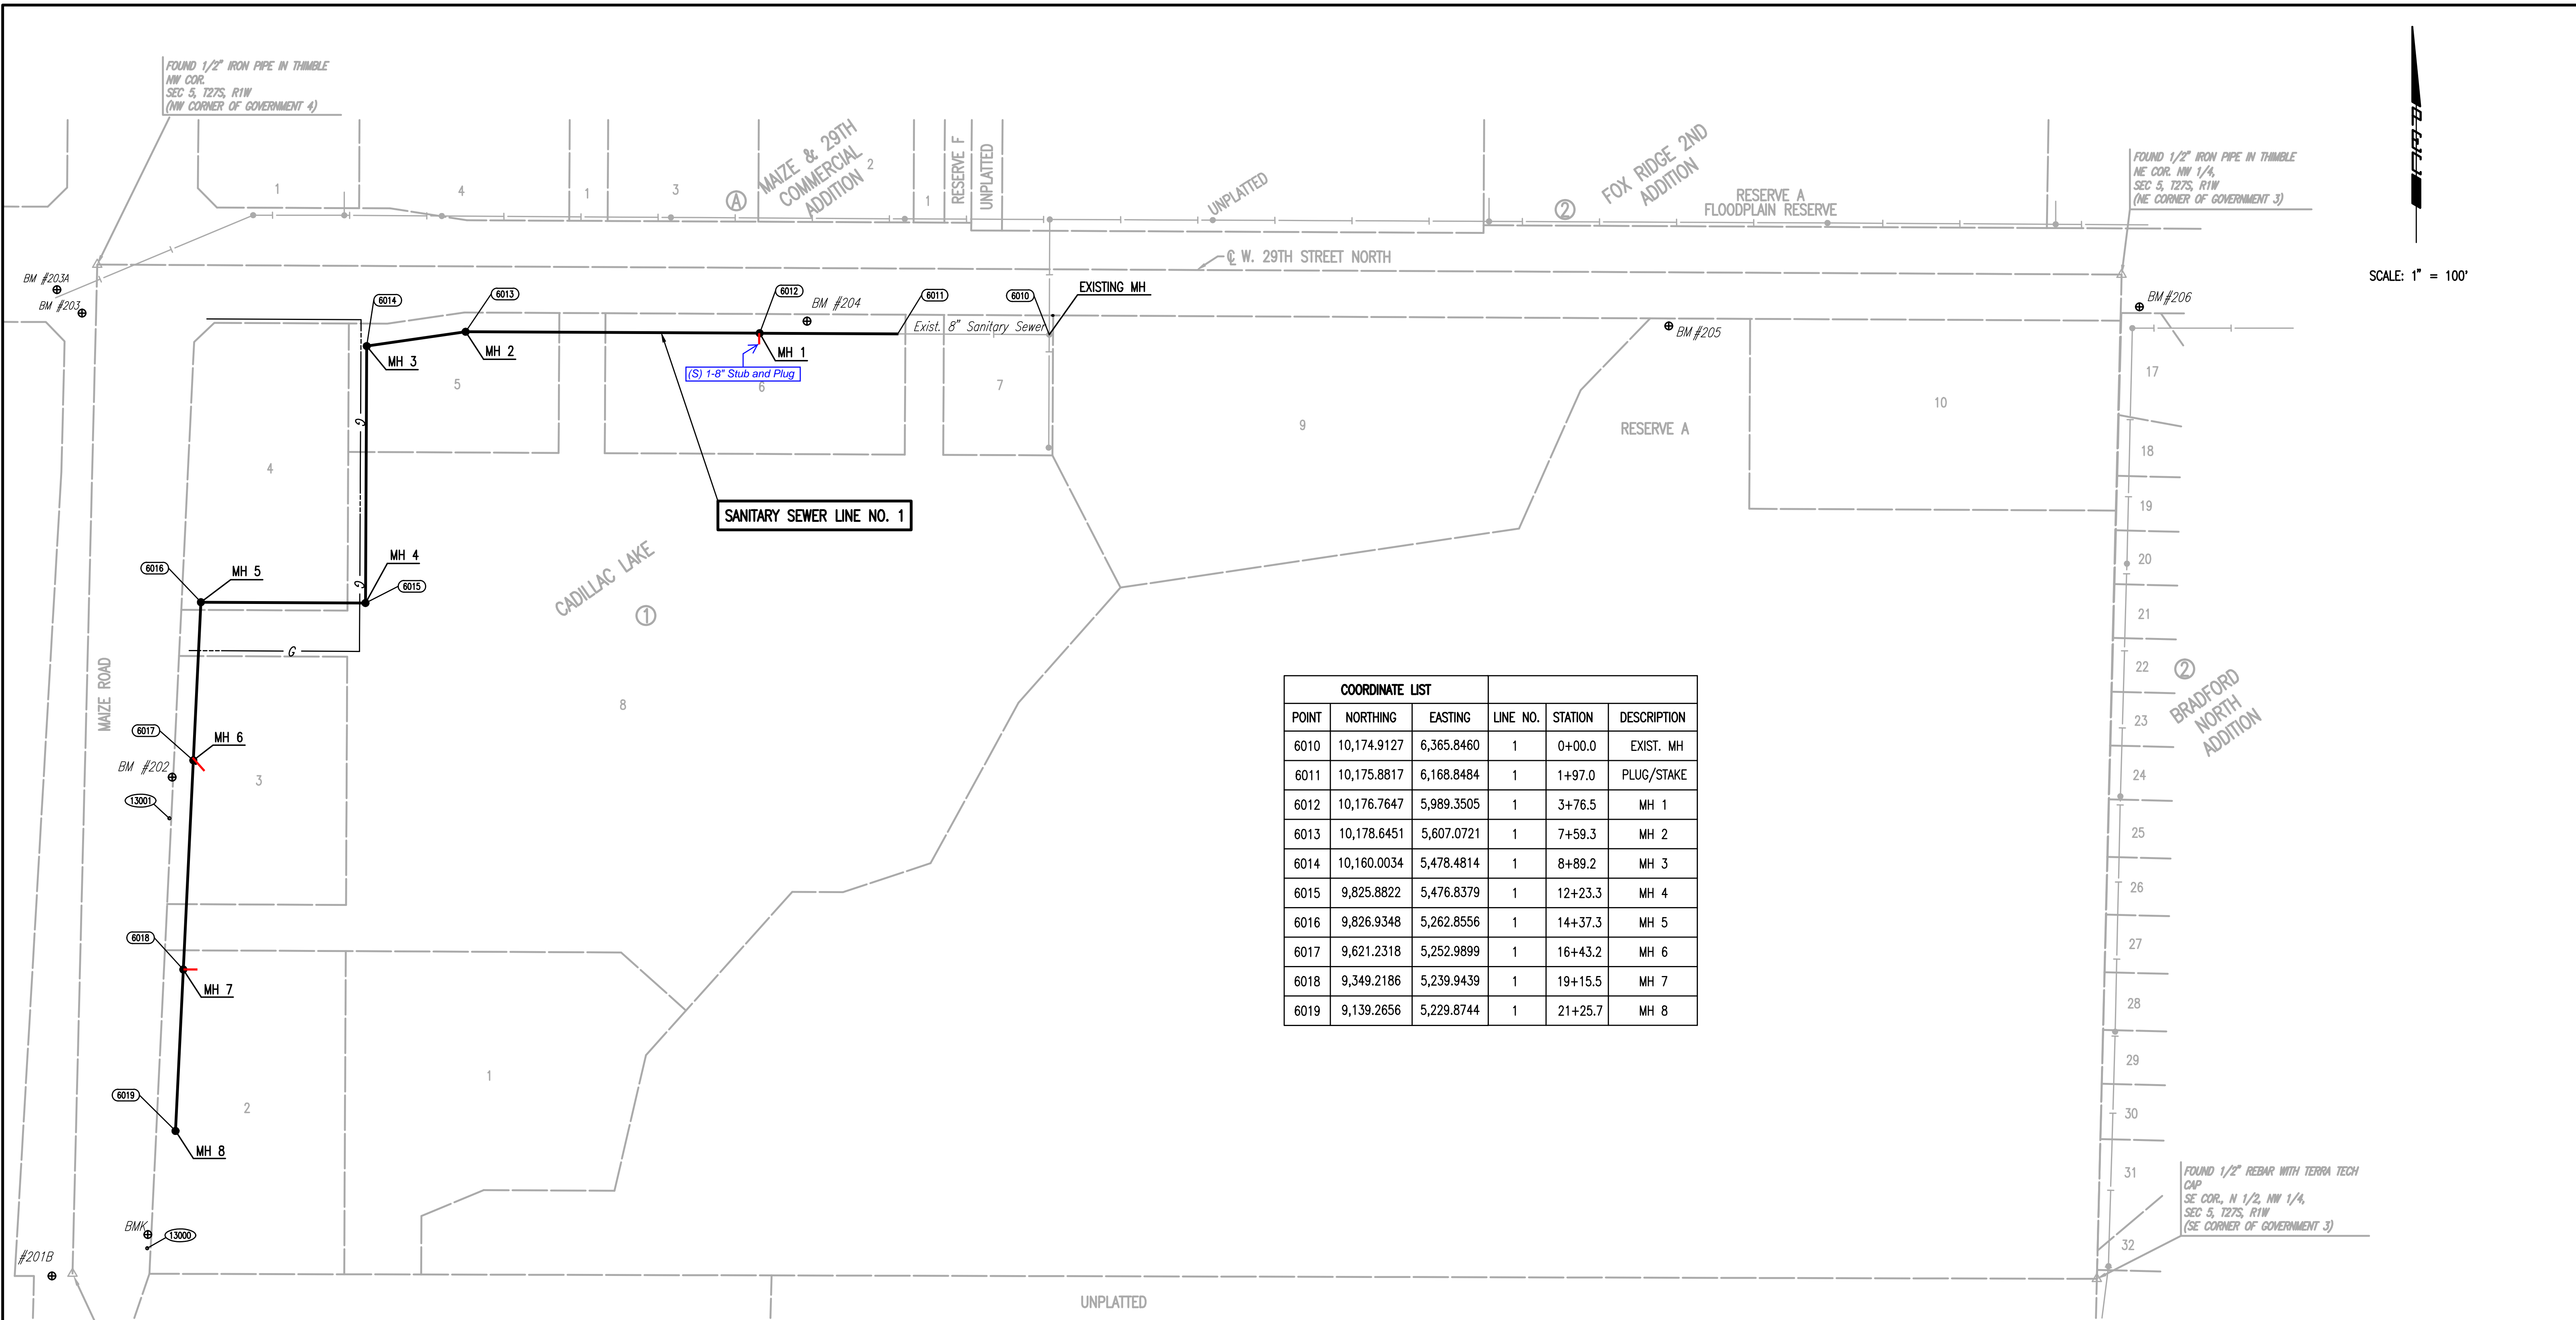 FOUND 1/2" IRON PIPE IN THIMBLE
NW COR.
SEC 5, T27S, R1W
(NW CORNER OF GOVERNMENT 4)
FOUND 1/2" IRON PIPE IN THIMBLE
NE COR. NW 1/4,
SEC 5, T27S, R1W
(NE CORNER OF GOVERNMENT 3)
SCALE: 1" = 100'
1
4
1
3
A
MAIZE & 29TH
COMMERCIAL
ADDITION
2
1
RESERVE F
UNPLATTED
UNPLATTED
2
FOX RIDGE 2ND
ADDITION
RESERVE A
FLOODPLAIN RESERVE
℄ W. 29TH STREET NORTH
BM #203A
BM #203
6014
6013
6012
BM #204
6011
6010
EXISTING MH
BM #206
Exist. 8" Sanitary Sewer
BM #205
MH 3
MH 2
MH 1
(S) 1-8" Stub and Plug
5
6
7
9
RESERVE A
10
17
18
19
20
21
22
23
24
25
26
27
28
29
30
31
32
2
BRADFORD
NORTH
ADDITION
4
G
G
G
SANITARY SEWER LINE NO. 1
MH 4
6015
6016
MH 5
CADILLAC LAKE
1
MAIZE ROAD
8
6017
MH 6
BM #202
3
13001
6018
MH 7
6019
MH 8
2
1
BMK
13000
#201B
COORDINATE LIST
POINT NORTHING EASTING LINE NO. STATION DESCRIPTION
6010 10,174.9127 6,365.8460 1 0+00.0 EXIST. MH
6011 10,175.8817 6,168.8484 1 1+97.0 PLUG/STAKE
6012 10,176.7647 5,989.3505 1 3+76.5 MH 1
6013 10,178.6451 5,607.0721 1 7+59.3 MH 2
6014 10,160.0034 5,478.4814 1 8+89.2 MH 3
6015 9,825.8822 5,476.8379 1 12+23.3 MH 4
6016 9,826.9348 5,262.8556 1 14+37.3 MH 5
6017 9,621.2318 5,252.9899 1 16+43.2 MH 6
6018 9,349.2186 5,239.9439 1 19+15.5 MH 7
6019 9,139.2656 5,229.8744 1 21+25.7 MH 8
FOUND 1/2" REBAR WITH TERRA TECH
CAP
SE COR., N 1/2, NW 1/4,
SEC 5, T27S, R1W
(SE CORNER OF GOVERNMENT 3)
UNPLATTED